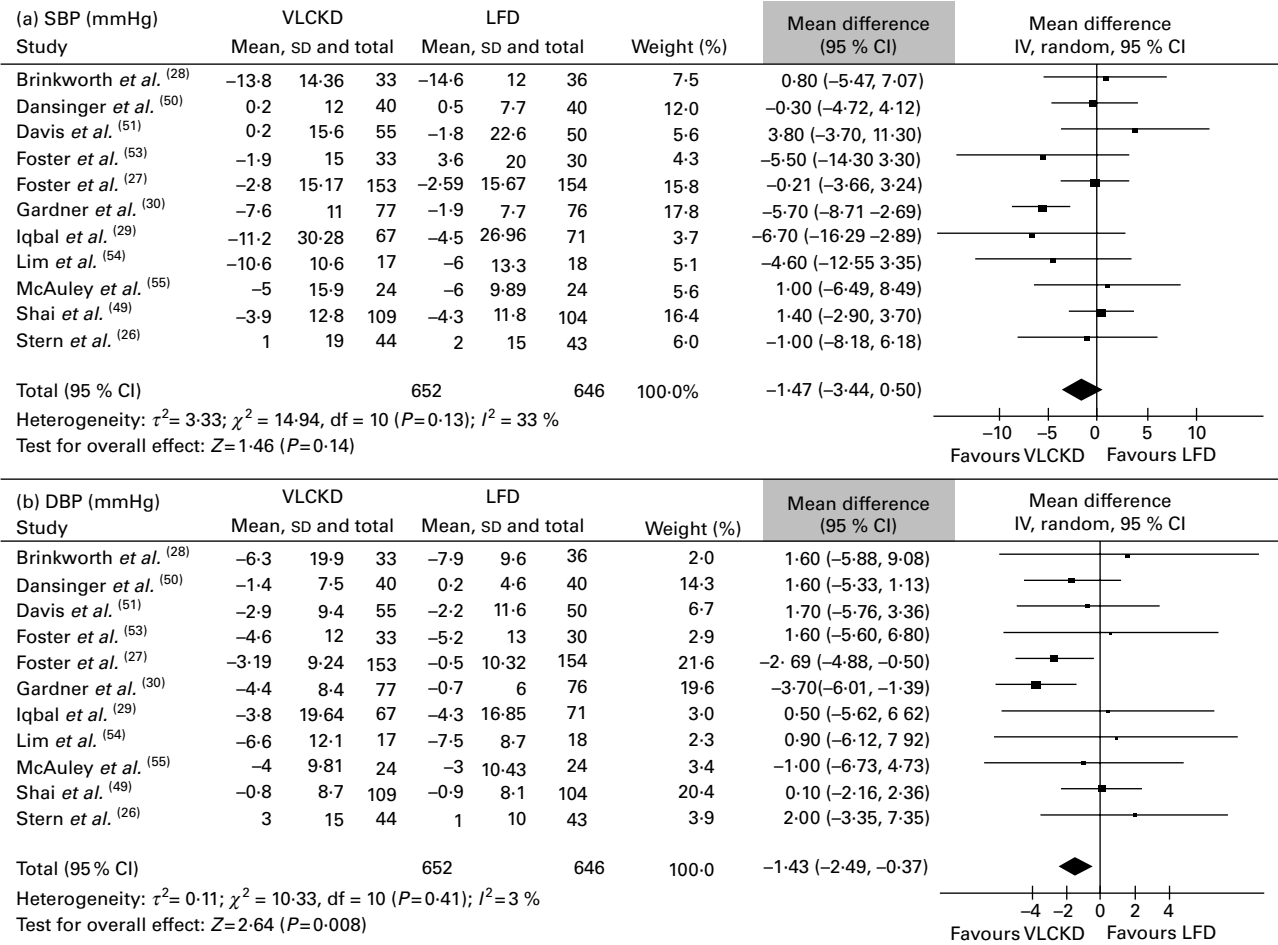 (a) SBP (mmHg) VLCKD LFD Mean difference Mean difference
Study Mean, SD and total Mean, SD and total Weight (%) (95 % CI) IV, random, 95 % CI
Brinkworth et al. (28) −13·8 14·36 33 −14·6 12 36 7·5 0·80 (−5·47, 7·07)
Dansinger et al. (50) 0·2 12 40 0·5 7·7 40 12·0 −0·30 (−4·72, 4·12)
Davis et al. (51) 0·2 15·6 55 −1·8 22·6 50 5·6 3·80 (−3·70, 11·30)
Foster et al. (53) −1·9 15 33 3·6 20 30 4·3 −5·50 (−14·30 3·30)
Foster et al. (27) −2·8 15·17 153 −2·59 15·67 154 15·8 −0·21 (−3·66, 3·24)
Gardner et al. (30) −7·6 11 77 −1·9 7·7 76 17·8 −5·70 (−8·71 −2·69)
Iqbal et al. (29) −11·2 30·28 67 −4·5 26·96 71 3·7 −6·70 (−16·29 −2·89)
Lim et al. (54) −10·6 10·6 17 −6 13·3 18 5·1 −4·60 (−12·55 3·35)
McAuley et al. (55) −5 15·9 24 −6 9·89 24 5·6 1·00 (−6·49, 8·49)
Shai et al. (49) −3·9 12·8 109 −4·3 11·8 104 16·4 1·40 (−2·90, 3·70)
Stern et al. (26) 1 19 44 2 15 43 6·0 −1·00 (−8·18, 6·18)
Total (95 % CI) 652 646 100·0% −1·47 (−3·44, 0·50)
Heterogeneity: τ²= 3·33; χ² = 14·94, df = 10 (P=0·13); I² = 33 %
Test for overall effect: Z=1·46 (P=0·14)
−10 −5 0 5 10
Favours VLCKD Favours LFD
(b) DBP (mmHg) VLCKD LFD Mean difference Mean difference
Study Mean, SD and total Mean, SD and total Weight (%) (95 % CI) IV, random, 95 % CI
Brinkworth et al. (28) −6·3 19·9 33 −7·9 9·6 36 2·0 1·60 (−5·88, 9·08)
Dansinger et al. (50) −1·4 7·5 40 0·2 4·6 40 14·3 1·60 (−5·33, 1·13)
Davis et al. (51) −2·9 9·4 55 −2·2 11·6 50 6·7 1·70 (−5·76, 3·36)
Foster et al. (53) −4·6 12 33 −5·2 13 30 2·9 1·60 (−5·60, 6·80)
Foster et al. (27) −3·19 9·24 153 −0·5 10·32 154 21·6 −2· 69 (−4·88, −0·50)
Gardner et al. (30) −4·4 8·4 77 −0·7 6 76 19·6 −3·70(−6·01, −1·39)
Iqbal et al. (29) −3·8 19·64 67 −4·3 16·85 71 3·0 0·50 (−5·62, 6 62)
Lim et al. (54) −6·6 12·1 17 −7·5 8·7 18 2·3 0·90 (−6·12, 7 92)
McAuley et al. (55) −4 9·81 24 −3 10·43 24 3·4 −1·00 (−6·73, 4·73)
Shai et al. (49) −0·8 8·7 109 −0·9 8·1 104 20·4 0·10 (−2·16, 2·36)
Stern et al. (26) 3 15 44 1 10 43 3·9 2·00 (−3·35, 7·35)
Total (95 % CI) 652 646 100·0 −1·43 (−2·49, −0·37)
Heterogeneity: τ²= 0·11; χ² = 10·33, df = 10 (P=0·41); I²=3 %
Test for overall effect: Z=2·64 (P=0·008)
−4 −2 0 2 4
Favours VLCKD Favours LFD